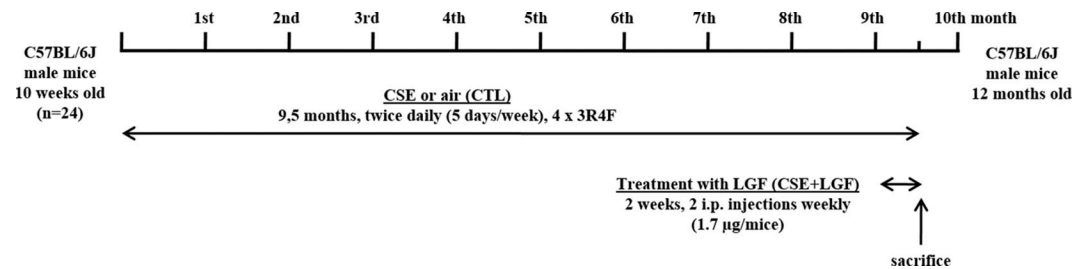 1st 2nd 3rd 4th 5th 6th 7th 8th 9th 10th month
C57BL/6J
male mice
10 weeks old
(n=24)
C57BL/6J
male mice
12 months old
CSE or air (CTL)
9,5 months, twice daily (5 days/week), 4 x 3R4F
Treatment with LGF (CSE+LGF)
2 weeks, 2 i.p. injections weekly
(1.7 µg/mice)
sacrifice